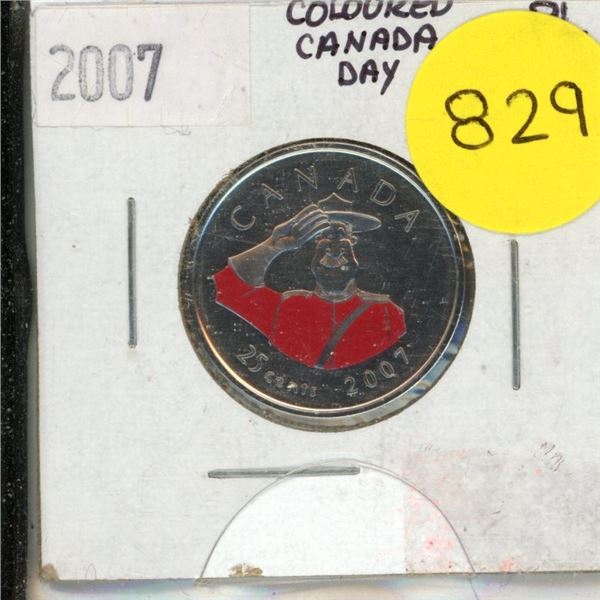 COLOURED
CANADA
DAY
2007
829
CANADA
25 cents 2007